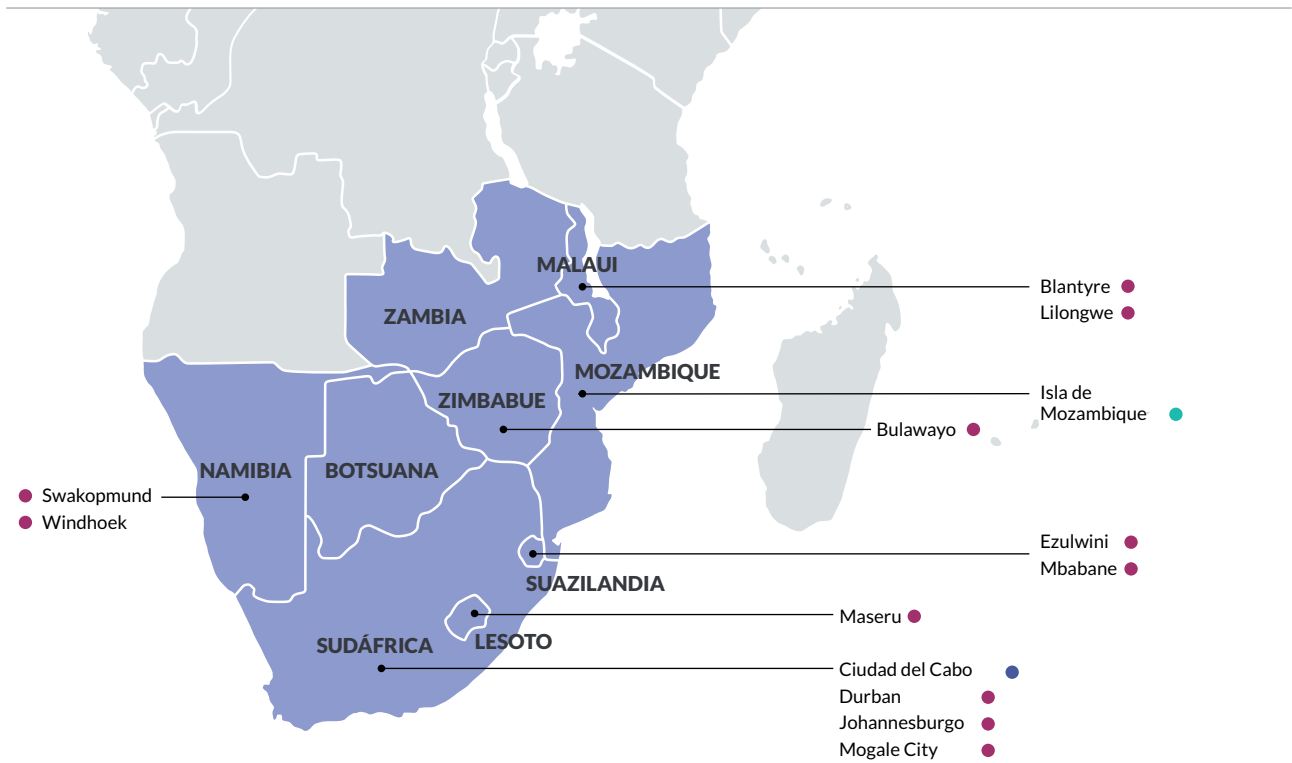 MALAUI
Blantyre
Lilongwe
ZAMBIA
MOZAMBIQUE
Isla de
Mozambique
ZIMBABUE
Bulawayo
NAMIBIA
BOTSUANA
Swakopmund
Windhoek
Ezulwini
Mbabane
SUAZILANDIA
Maseru
LESOTO
SUDÁFRICA
Ciudad del Cabo
Durban
Johannesburgo
Mogale City